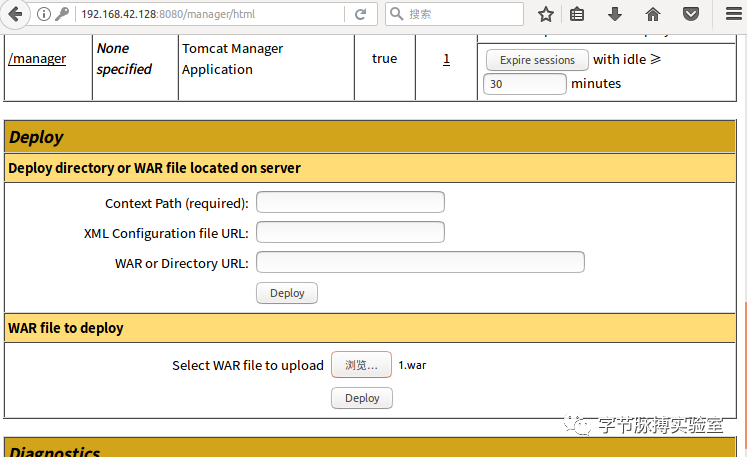 192.168.42.128:8080/manager/html
搜索
/manager
None specified
Tomcat Manager Application
true
1
Expire sessions with idle ≥
30 minutes
Deploy
Deploy directory or WAR file located on server
Context Path (required):
XML Configuration file URL:
WAR or Directory URL:
Deploy
WAR file to deploy
Select WAR file to upload 浏览... 1.war
Deploy
字节脉搏实验室
Diagnostics